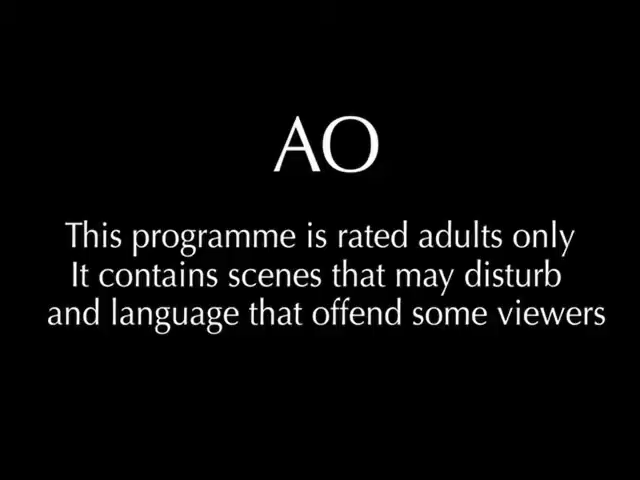 AO
This programme is rated adults only
It contains scenes that may disturb
and language that offend some viewers